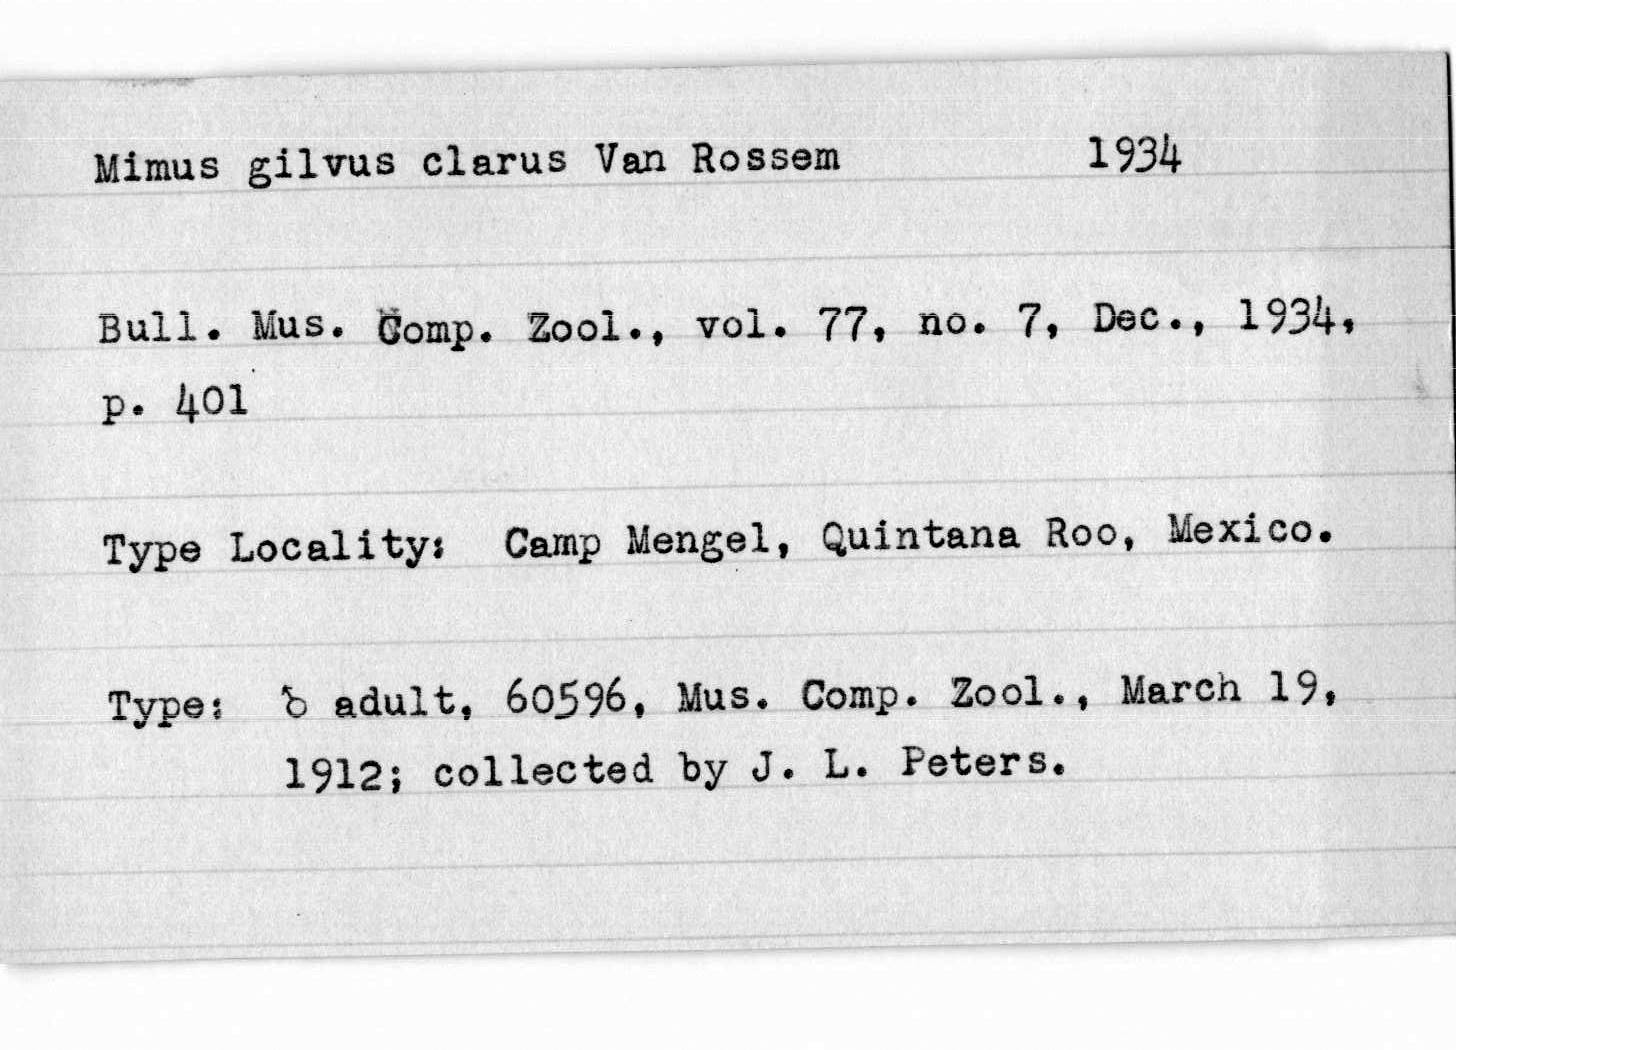 Mimus gilvus clarus Van Rossem 1934
Bull. Mus. Comp. Zool., vol. 77, no. 7, Dec., 1934,
p. 401
Type Locality: Camp Mengel, Quintana Roo, Mexico.
Type: ♂ adult, 60596, Mus. Comp. Zool., March 19,
1912; collected by J. L. Peters.